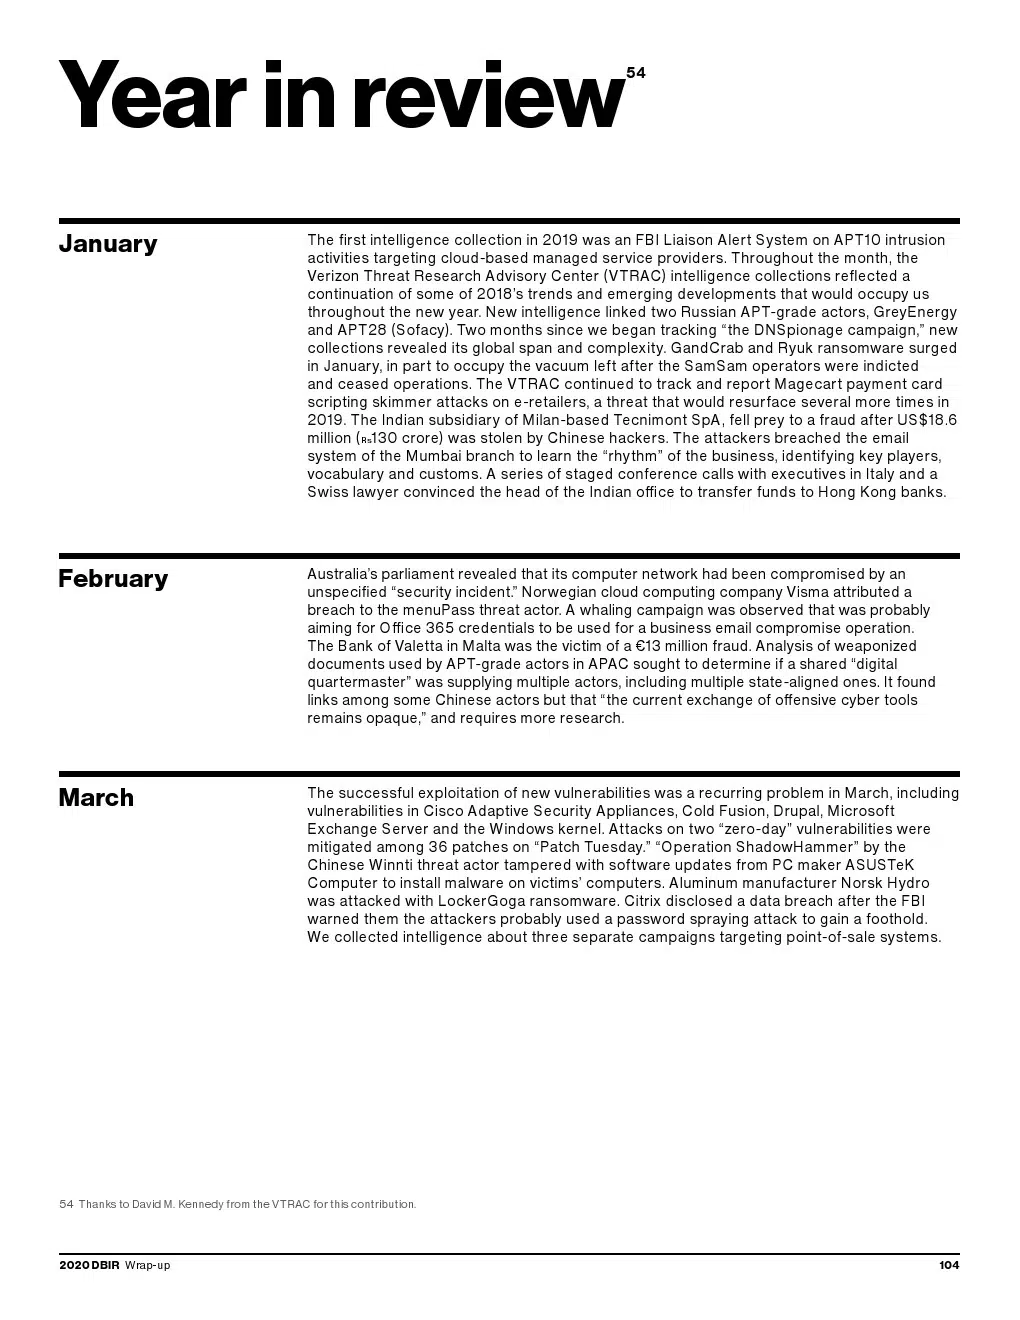 Year in review54
January
The first intelligence collection in 2019 was an FBI Liaison Alert System on APT10 intrusion
activities targeting cloud-based managed service providers. Throughout the month, the
Verizon Threat Research Advisory Center (VTRAC) intelligence collections reflected a
continuation of some of 2018’s trends and emerging developments that would occupy us
throughout the new year. New intelligence linked two Russian APT-grade actors, GreyEnergy
and APT28 (Sofacy). Two months since we began tracking “the DNSpionage campaign,” new
collections revealed its global span and complexity. GandCrab and Ryuk ransomware surged
in January, in part to occupy the vacuum left after the SamSam operators were indicted
and ceased operations. The VTRAC continued to track and report Magecart payment card
scripting skimmer attacks on e-retailers, a threat that would resurface several more times in
2019. The Indian subsidiary of Milan-based Tecnimont SpA, fell prey to a fraud after US$18.6
million (₨130 crore) was stolen by Chinese hackers. The attackers breached the email
system of the Mumbai branch to learn the “rhythm” of the business, identifying key players,
vocabulary and customs. A series of staged conference calls with executives in Italy and a
Swiss lawyer convinced the head of the Indian office to transfer funds to Hong Kong banks.
February
Australia’s parliament revealed that its computer network had been compromised by an
unspecified “security incident.” Norwegian cloud computing company Visma attributed a
breach to the menuPass threat actor. A whaling campaign was observed that was probably
aiming for Office 365 credentials to be used for a business email compromise operation.
The Bank of Valetta in Malta was the victim of a €13 million fraud. Analysis of weaponized
documents used by APT-grade actors in APAC sought to determine if a shared “digital
quartermaster” was supplying multiple actors, including multiple state-aligned ones. It found
links among some Chinese actors but that “the current exchange of offensive cyber tools
remains opaque,” and requires more research.
March
The successful exploitation of new vulnerabilities was a recurring problem in March, including
vulnerabilities in Cisco Adaptive Security Appliances, Cold Fusion, Drupal, Microsoft
Exchange Server and the Windows kernel. Attacks on two “zero-day” vulnerabilities were
mitigated among 36 patches on “Patch Tuesday.” “Operation ShadowHammer” by the
Chinese Winnti threat actor tampered with software updates from PC maker ASUSTeK
Computer to install malware on victims’ computers. Aluminum manufacturer Norsk Hydro
was attacked with LockerGoga ransomware. Citrix disclosed a data breach after the FBI
warned them the attackers probably used a password spraying attack to gain a foothold.
We collected intelligence about three separate campaigns targeting point-of-sale systems.
54 Thanks to David M. Kennedy from the VTRAC for this contribution.
2020 DBIR Wrap-up 104